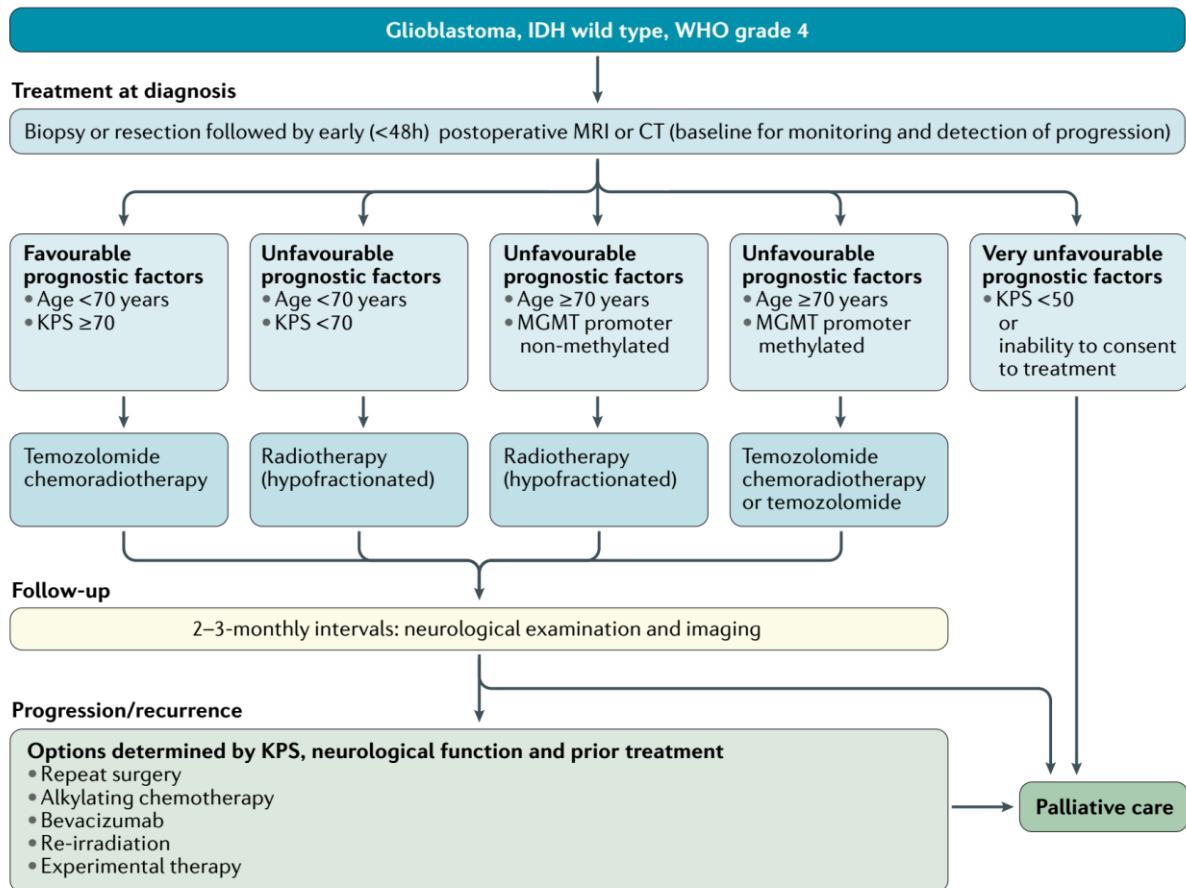 Glioblastoma, IDH wild type, WHO grade 4
Treatment at diagnosis
Biopsy or resection followed by early (<48h) postoperative MRI or CT (baseline for monitoring and detection of progression)
Favourable
prognostic factors
• Age <70 years
• KPS ≥70
Unfavourable
prognostic factors
• Age <70 years
• KPS <70
Unfavourable
prognostic factors
• Age ≥70 years
• MGMT promoter
non-methylated
Unfavourable
prognostic factors
• Age ≥70 years
• MGMT promoter
methylated
Very unfavourable
prognostic factors
• KPS <50
or
inability to consent
to treatment
Temozolomide
chemoradiotherapy
Radiotherapy
(hypofractionated)
Radiotherapy
(hypofractionated)
Temozolomide
chemoradiotherapy
or temozolomide
Follow-up
2–3-monthly intervals: neurological examination and imaging
Progression/recurrence
Options determined by KPS, neurological function and prior treatment
• Repeat surgery
• Alkylating chemotherapy
• Bevacizumab
• Re-irradiation
• Experimental therapy
Palliative care